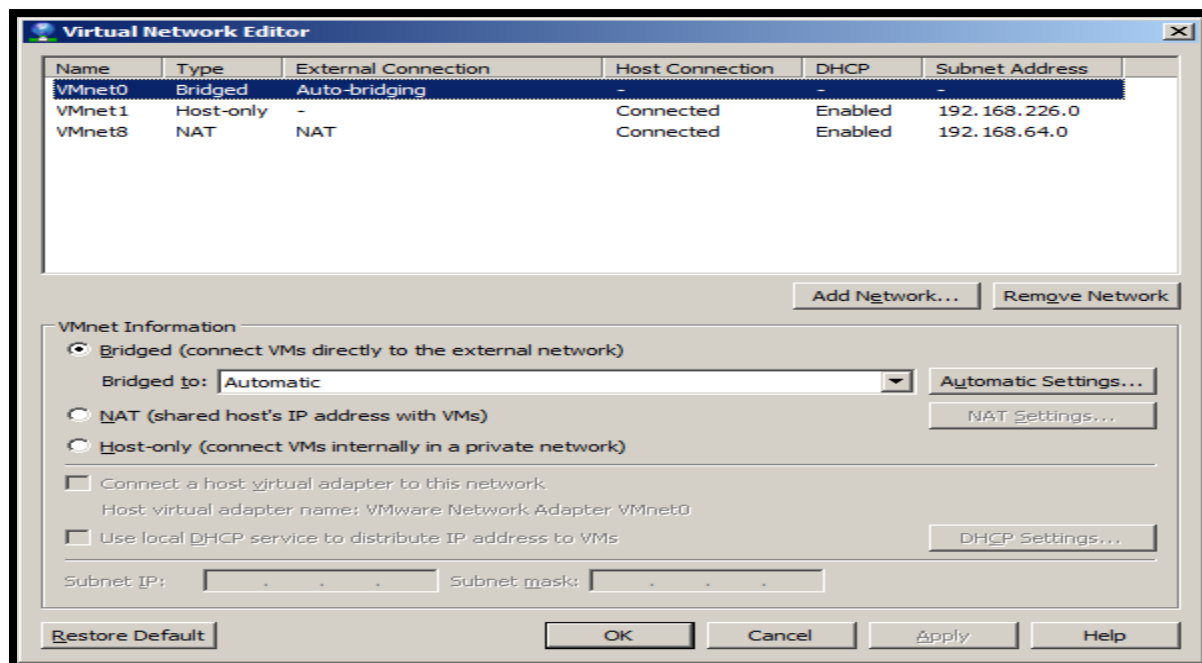 Virtual Network Editor
Name Type External Connection Host Connection DHCP Subnet Address
VMnet0 Bridged Auto-bridging - - -
VMnet1 Host-only - Connected Enabled 192.168.226.0
VMnet8 NAT NAT Connected Enabled 192.168.64.0
Add Network... Remove Network
VMnet Information
Bridged (connect VMs directly to the external network)
Bridged to: Automatic Automatic Settings...
NAT (shared host's IP address with VMs) NAT Settings...
Host-only (connect VMs internally in a private network)
Connect a host virtual adapter to this network
Host virtual adapter name: VMware Network Adapter VMnet0
Use local DHCP service to distribute IP address to VMs DHCP Settings...
Subnet IP: . . . Subnet mask: . . .
Restore Default OK Cancel Apply Help